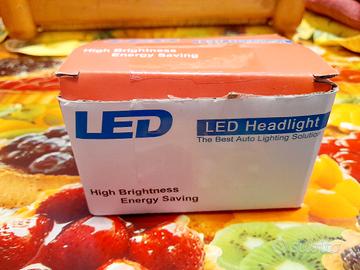 High Brightness
Energy Saving
LED
LED Headlight
The Best Auto Lighting Solution
High Brightness
Energy Saving